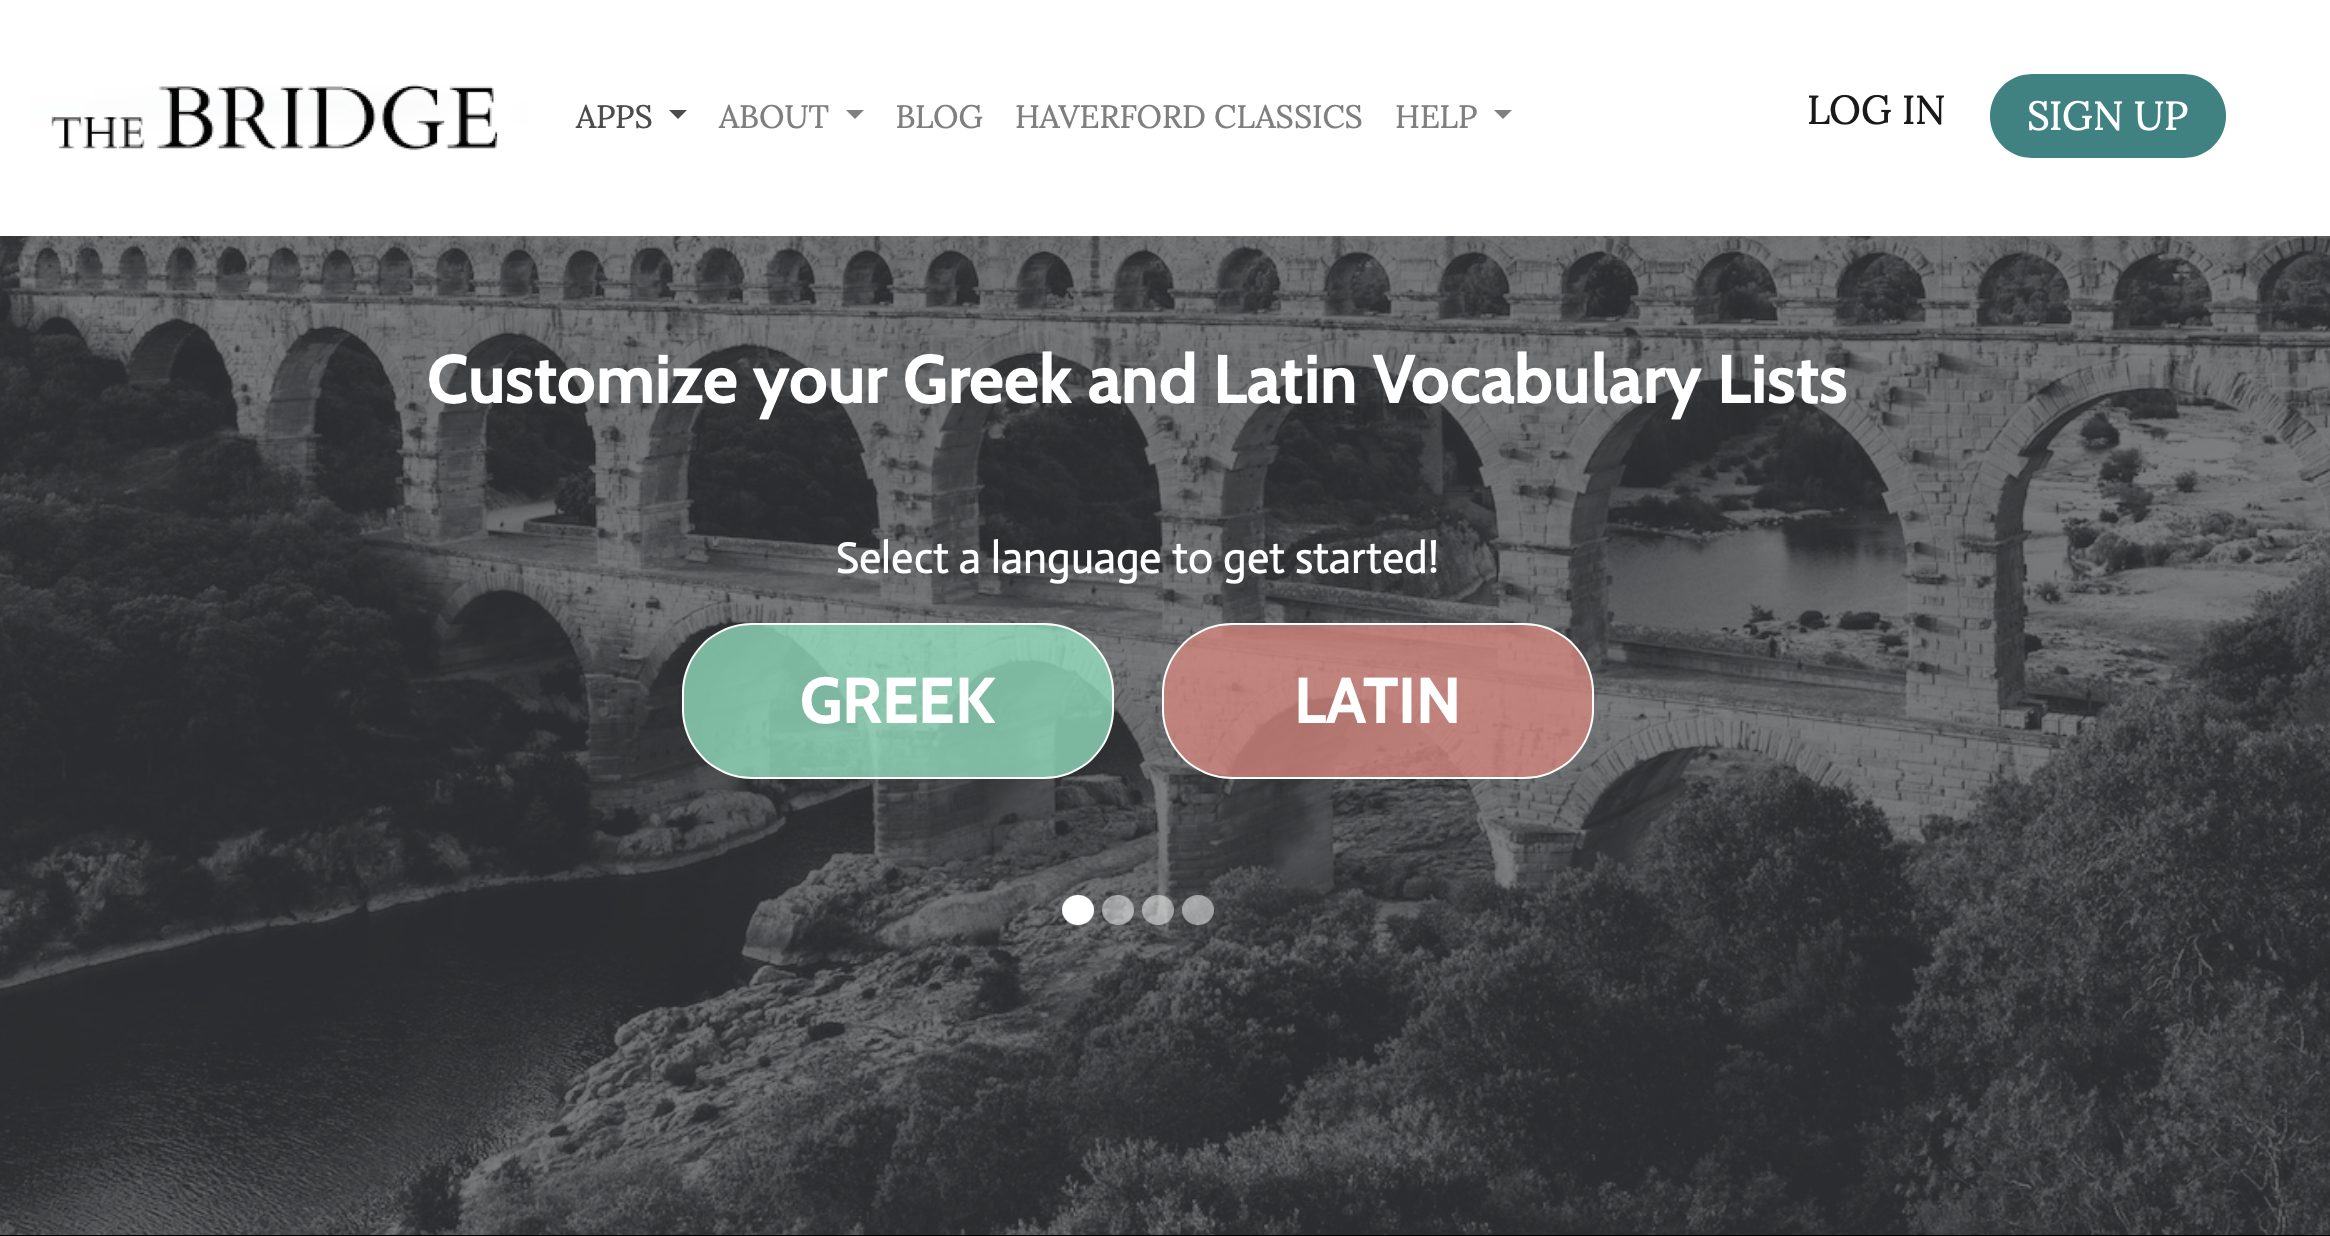 THE BRIDGE
APPS ABOUT BLOG HAVERFORD CLASSICS HELP
LOG IN SIGN UP
Customize your Greek and Latin Vocabulary Lists
Select a language to get started!
GREEK LATIN